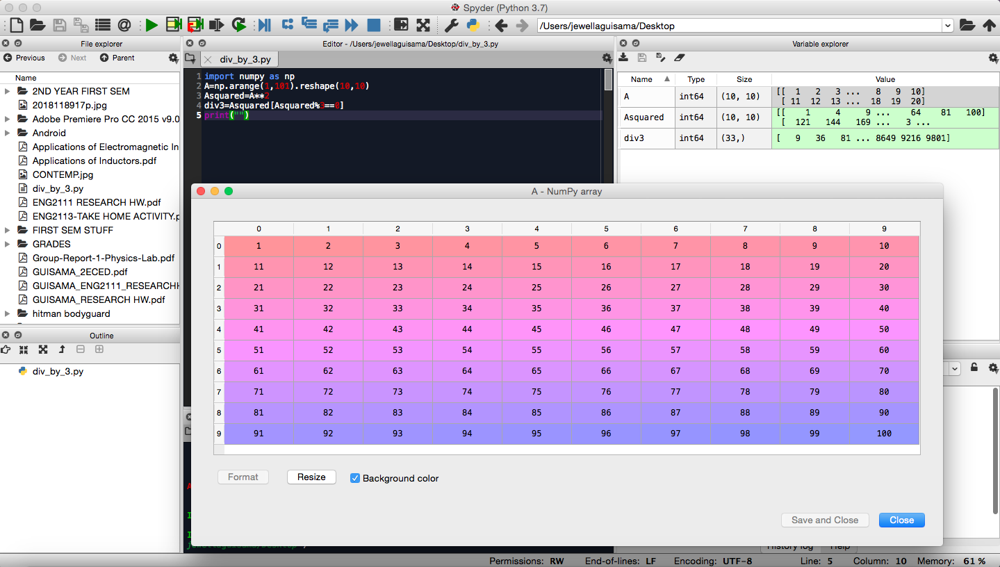 Spyder (Python 3.7)
/Users/jewellaguisama/Desktop
File explorer
Previous Next Parent
Name
2ND YEAR FIRST SEM
2018118917p.jpg
Adobe Premiere Pro CC 2015 v9.0
Android
Applications of Electromagnetic In
Applications of Inductors.pdf
CONTEMP.jpg
div_by_3.py
ENG2111 RESEARCH HW.pdf
ENG2113-TAKE HOME ACTIVITY.p
FIRST SEM STUFF
GRADES
Group-Report-1-Physics-Lab.pdf
GUISAMA_2ECED.pdf
GUISAMA_ENG2111_RESEARCHH
GUISAMA_RESEARCH HW.pdf
hitman bodyguard
Outline
div_by_3.py
Editor - /Users/jewellaguisama/Desktop/div_by_3.py
div_by_3.py
1 import numpy as np
2 A=np.arange(1,101).reshape(10,10)
3 Asquared=A**2
4 div3=Asquared[Asquared%3==0]
5 print("")
Variable explorer
Name Type Size Value
A int64 (10, 10) [[ 1 2 3 ... 8 9 10]
[ 11 12 13 ... 18 19 20]
Asquared int64 (10, 10) [[ 1 4 9 ... 64 81 100]
[ 121 144 169 ... 3 ...
div3 int64 (33,) [ 9 36 81 ... 8649 9216 9801]
A - NumPy array
0 1 2 3 4 5 6 7 8 9
0 1 2 3 4 5 6 7 8 9 10
1 11 12 13 14 15 16 17 18 19 20
2 21 22 23 24 25 26 27 28 29 30
3 31 32 33 34 35 36 37 38 39 40
4 41 42 43 44 45 46 47 48 49 50
5 51 52 53 54 55 56 57 58 59 60
6 61 62 63 64 65 66 67 68 69 70
7 71 72 73 74 75 76 77 78 79 80
8 81 82 83 84 85 86 87 88 89 90
9 91 92 93 94 95 96 97 98 99 100
Format Resize Background color
Save and Close Close
History log Help
Permissions: RW End-of-lines: LF Encoding: UTF-8 Line: 5 Column: 10 Memory: 61 %